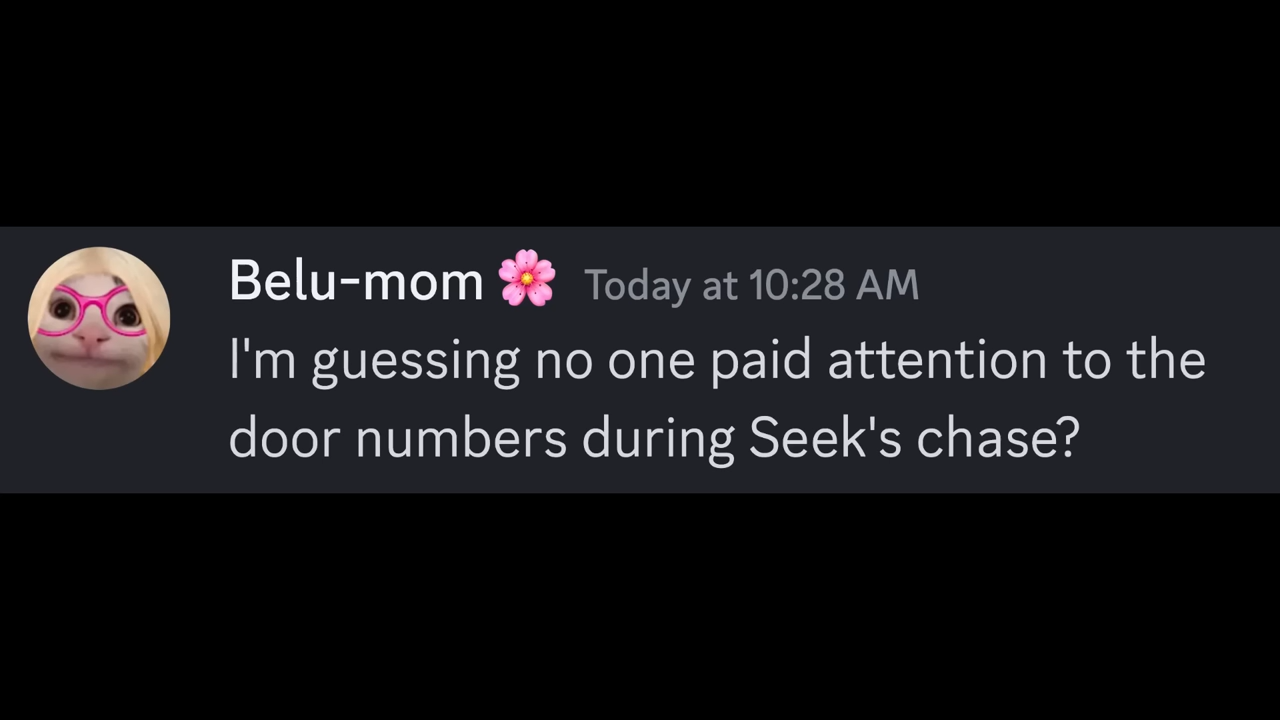 Belu-mom 🌸 Today at 10:28 AM
I'm guessing no one paid attention to the
door numbers during Seek's chase?